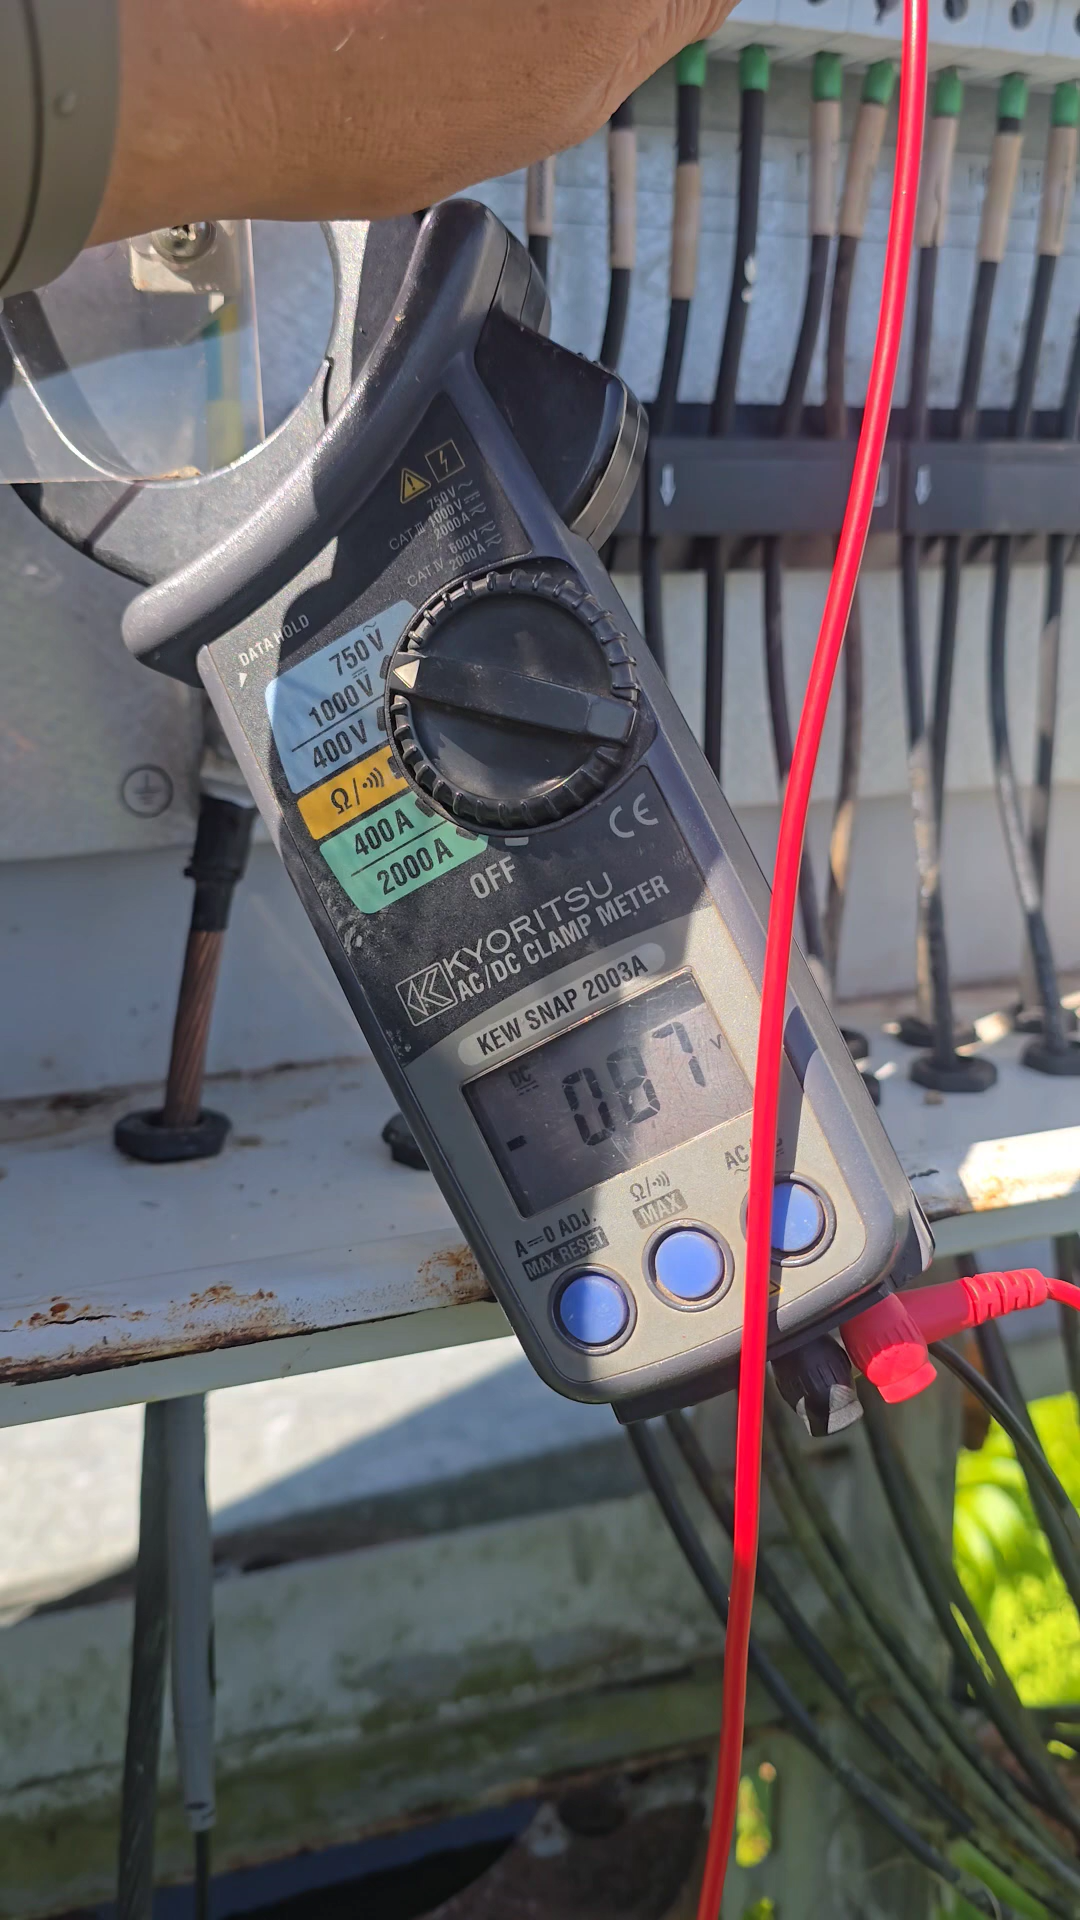 750V~
1000V⎓
2000A
CAT.III
600V
CAT.IV 2000A
DATA HOLD
750V~
1000V⎓
400V
Ω/•)))
400A
2000A
OFF
CE
KYORITSU
AC/DC CLAMP METER
KEW SNAP 2003A
DC
- 087 V
A⎓0 ADJ.
MAX RESET
Ω/•)))
MAX
AC